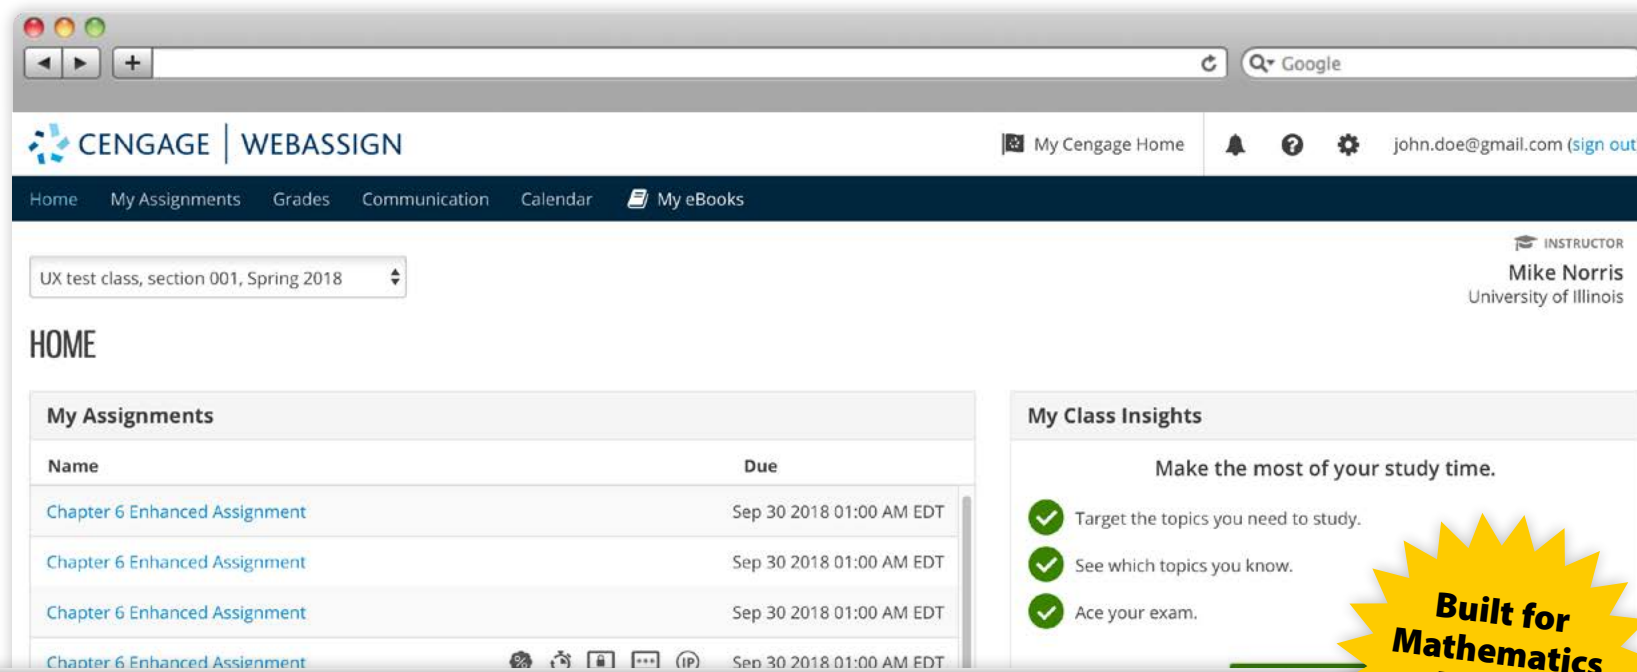 Google
CENGAGE | WEBASSIGN
My Cengage Home
john.doe@gmail.com (sign out
Home My Assignments Grades Communication Calendar My eBooks
INSTRUCTOR
Mike Norris
University of Illinois
UX test class, section 001, Spring 2018
HOME
My Assignments
Name Due
Chapter 6 Enhanced Assignment Sep 30 2018 01:00 AM EDT
Chapter 6 Enhanced Assignment Sep 30 2018 01:00 AM EDT
Chapter 6 Enhanced Assignment Sep 30 2018 01:00 AM EDT
Chapter 6 Enhanced Assignment IP Sep 30 2018 01:00 AM EDT
My Class Insights
Make the most of your study time.
Target the topics you need to study.
See which topics you know.
Ace your exam.
Built for
Mathematics